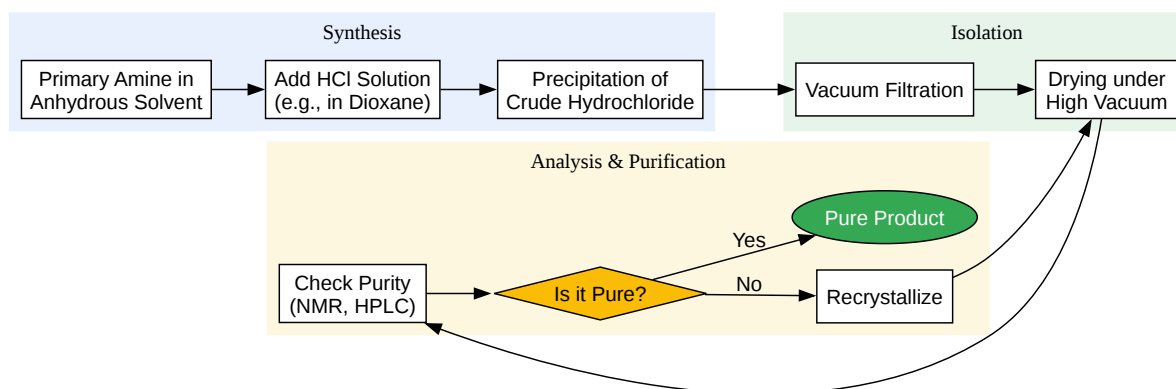 Synthesis
Primary Amine in
Anhydrous Solvent
Add HCl Solution
(e.g., in Dioxane)
Precipitation of
Crude Hydrochloride
Isolation
Vacuum Filtration
Drying under
High Vacuum
Analysis & Purification
Check Purity
(NMR, HPLC)
Is it Pure?
Yes
Pure Product
No
Recrystallize